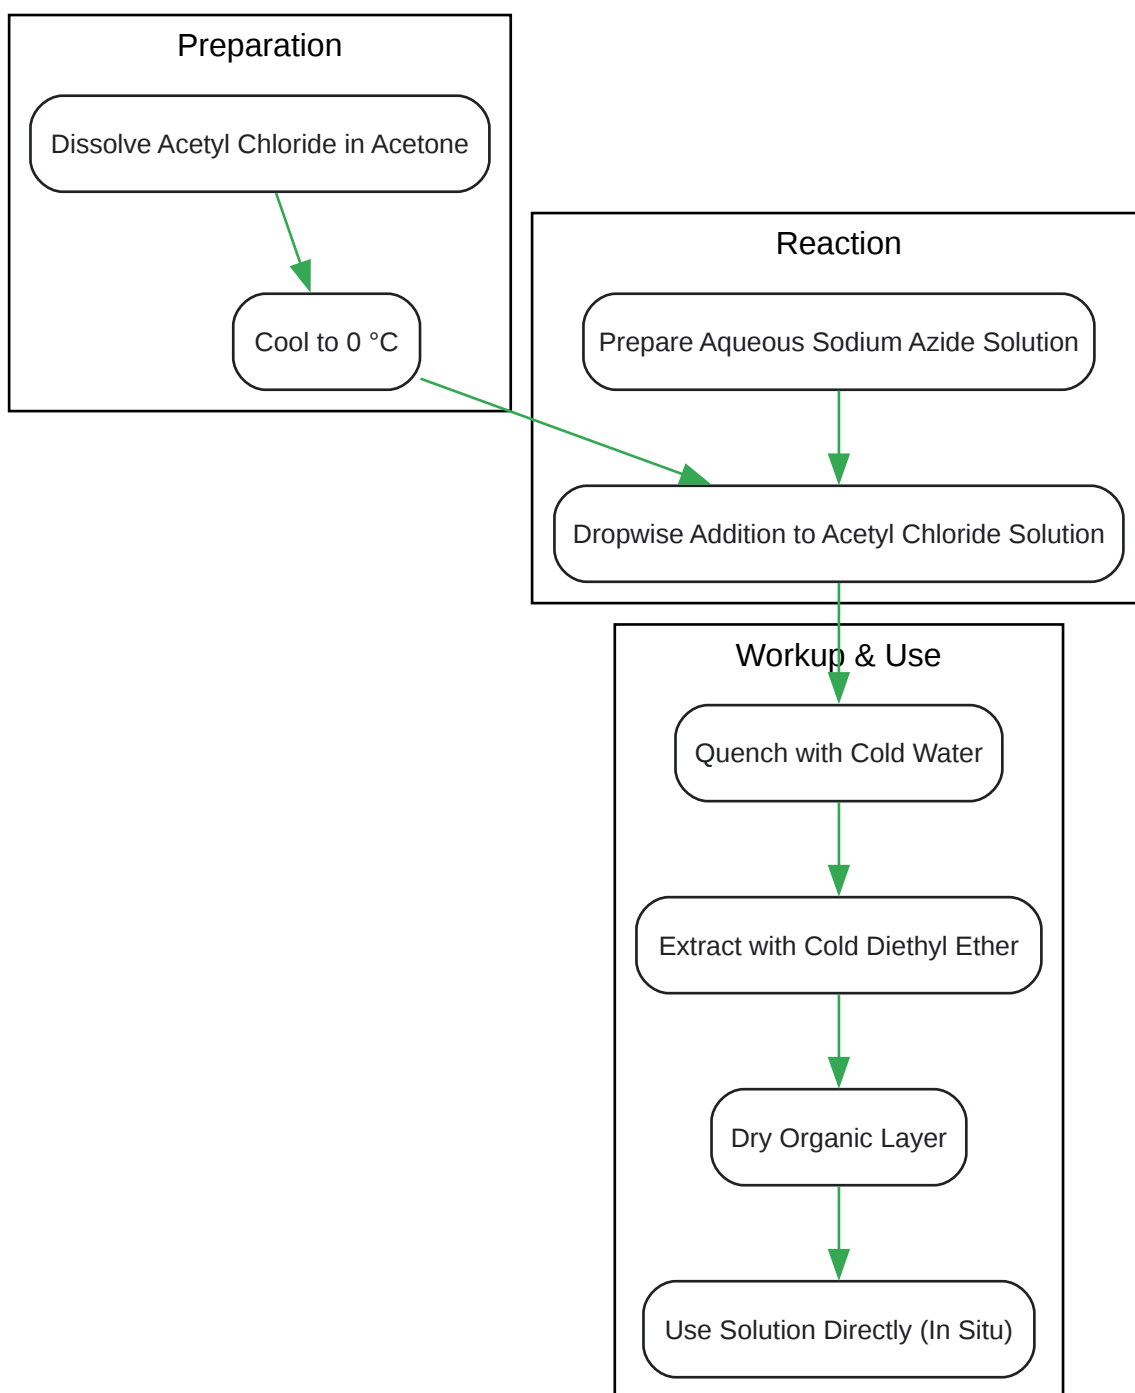 Preparation
Dissolve Acetyl Chloride in Acetone
Cool to 0 °C
Reaction
Prepare Aqueous Sodium Azide Solution
Dropwise Addition to Acetyl Chloride Solution
Workup & Use
Quench with Cold Water
Extract with Cold Diethyl Ether
Dry Organic Layer
Use Solution Directly (In Situ)